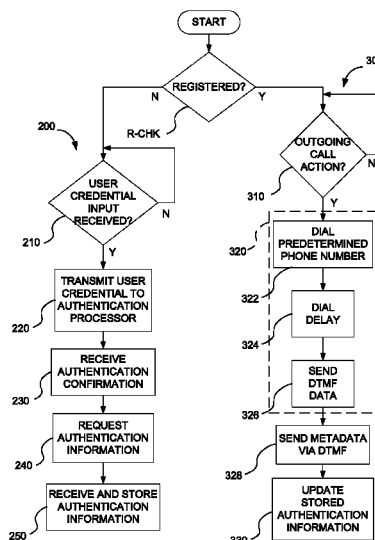 START
REGISTERED?
N
Y
R-CHK
200
USER
CREDENTIAL
INPUT
RECEIVED?
N
210
Y
TRANSMIT USER
CREDENTIAL TO
AUTHENTICATION
PROCESSOR
220
RECEIVE
AUTHENTICATION
CONFIRMATION
230
REQUEST
AUTHENTICATION
INFORMATION
240
RECEIVE AND STORE
AUTHENTICATION
INFORMATION
250
OUTGOING
CALL
ACTION?
N
310
Y
320
DIAL
PREDETERMINED
PHONE NUMBER
322
DIAL
DELAY
324
SEND
DTMF
DATA
326
SEND METADATA
VIA DTMF
328
UPDATE
STORED
AUTHENTICATION
INFORMATION